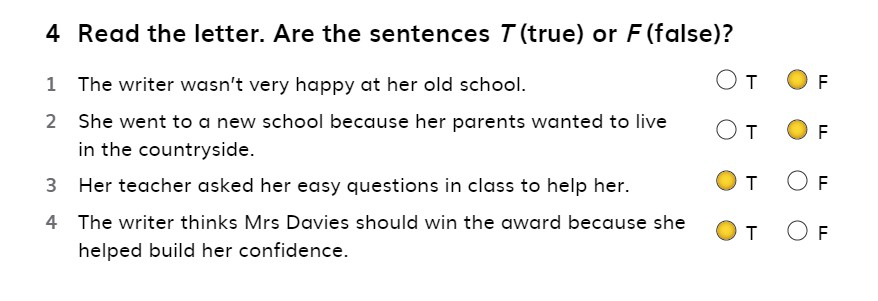 4 Read the letter. Are the sentences T (true) or F (false)?
1 The writer wasn't very happy at her old school. T F
2 She went to a new school because her parents wanted to live
in the countryside. T F
3 Her teacher asked her easy questions in class to help her. T F
4 The writer thinks Mrs Davies should win the award because she
helped build her confidence. T F